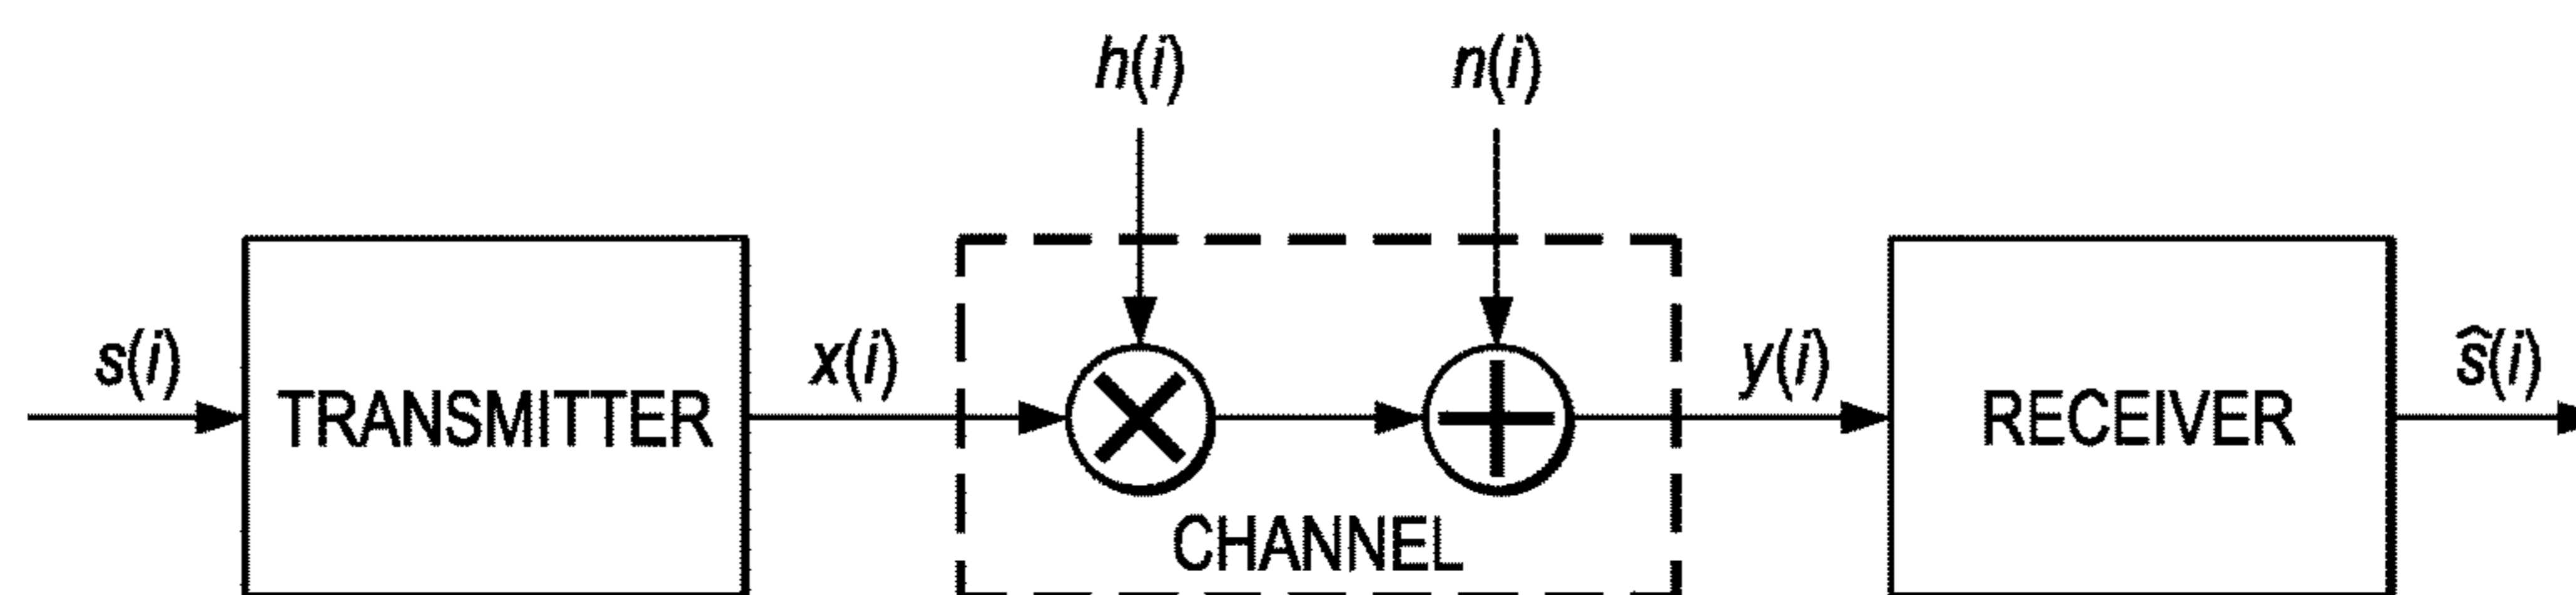 h(i)
n(i)
s(i)
TRANSMITTER
x(i)
CHANNEL
y(i)
RECEIVER
ŝ(i)